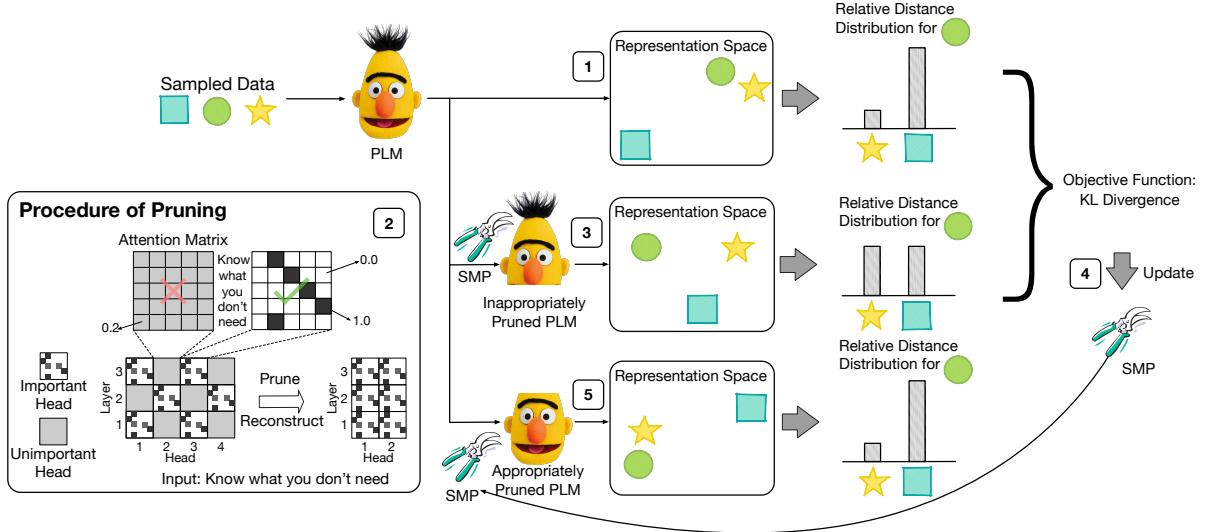 Sampled Data
PLM
1
Representation Space
Relative Distance
Distribution for
Objective Function:
KL Divergence
4
Update
SMP
SMP
3
Inappropriately
Pruned PLM
Representation Space
Relative Distance
Distribution for
SMP
5
Appropriately
Pruned PLM
Representation Space
Relative Distance
Distribution for
Procedure of Pruning
2
Attention Matrix
Know
what
you
don't
need
0.0
1.0
0.2
Important
Head
Unimportant
Head
Layer
3
2
1
1 2 3 4
Head
Prune
Reconstruct
Layer
3
2
1
1 2
Head
Input: Know what you don't need